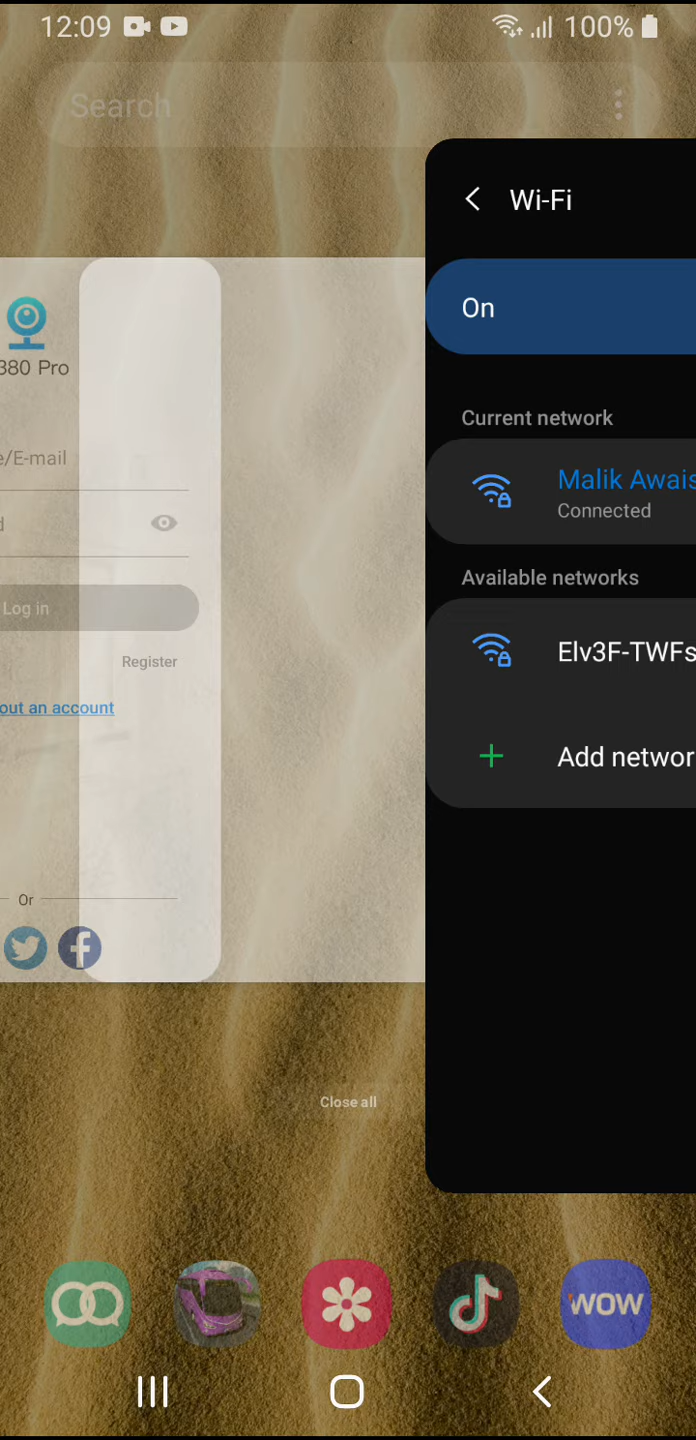 12:09
100%
Search
Wi-Fi
On
380 Pro
Current network
e/E-mail
Malik Awais
Connected
d
Available networks
Log in
Elv3F-TWFs
Register
out an account
Add networ
Or
Close all
WOW